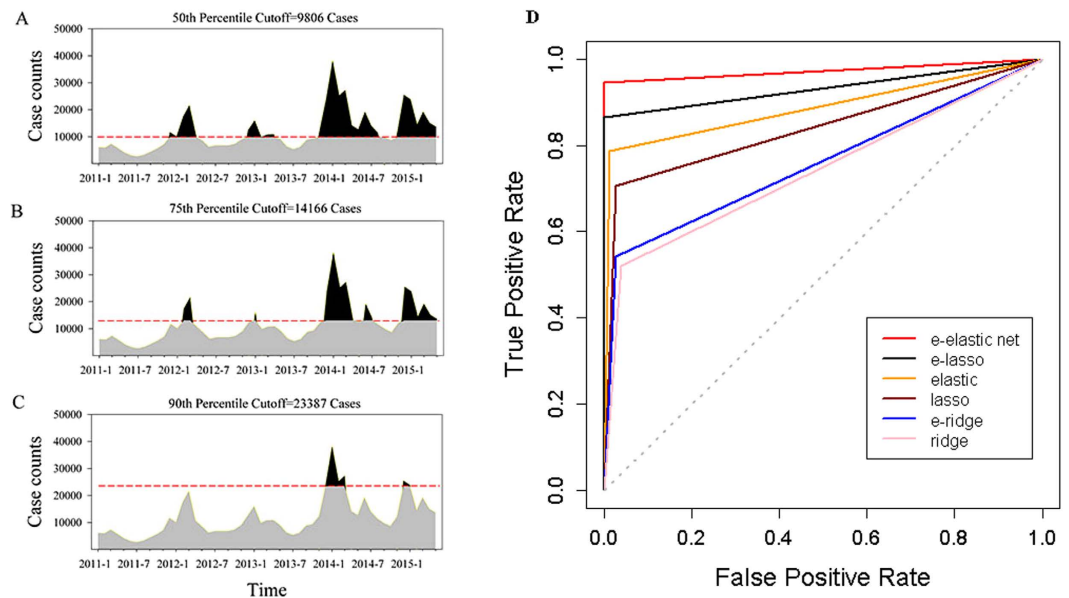 A
50th Percentile Cutoff=9806 Cases
Case counts
50000
40000
30000
20000
10000
2011-1 2011-7 2012-1 2012-7 2013-1 2013-7 2014-1 2014-7 2015-1
B
75th Percentile Cutoff=14166 Cases
Case counts
50000
40000
30000
20000
10000
2011-1 2011-7 2012-1 2012-7 2013-1 2013-7 2014-1 2014-7 2015-1
C
90th Percentile Cutoff=23387 Cases
Case counts
50000
40000
30000
20000
10000
2011-1 2011-7 2012-1 2012-7 2013-1 2013-7 2014-1 2014-7 2015-1
Time
D
True Positive Rate
1.0
0.8
0.6
0.4
0.2
0.0
e-elastic net
e-lasso
elastic
lasso
e-ridge
ridge
0.0 0.2 0.4 0.6 0.8 1.0
False Positive Rate